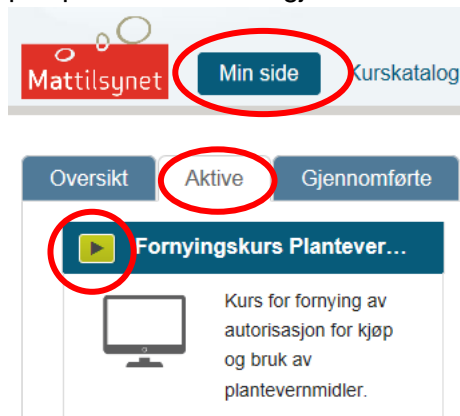 Mattilsynet
Min side
Kurskatalog
Oversikt
Aktive
Gjennomførte
Fornyingskurs Plantever...
Kurs for fornying av
autorisasjon for kjøp
og bruk av
plantevernmidler.